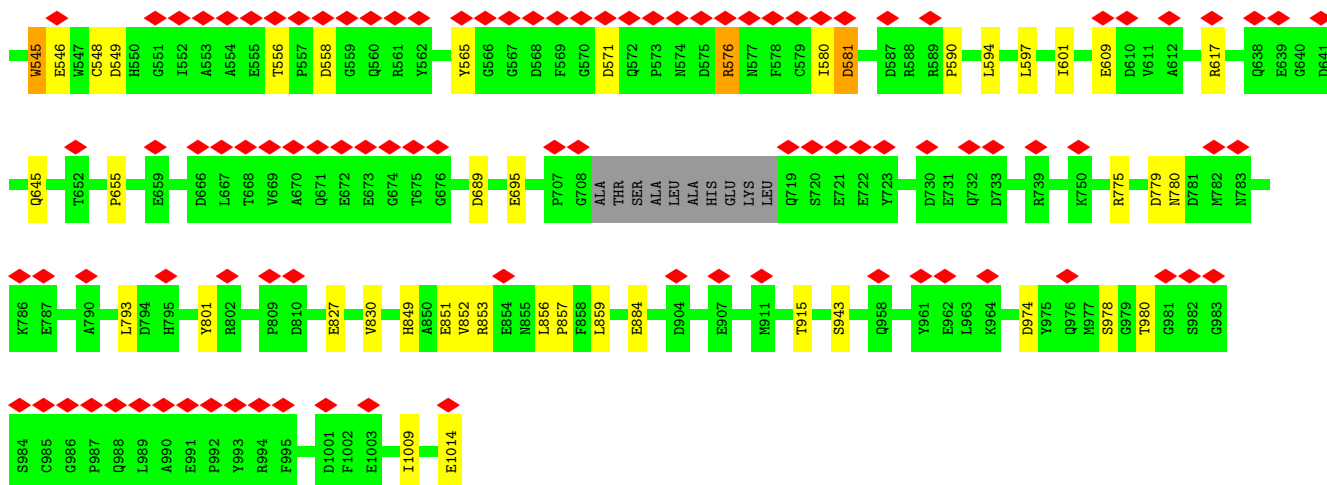 W545 E546 W547 C548 D549 H550 G551 I552 A553 A554 E555 T556 P557 D558 G559 Q560 R561 Y562 Y565 G566 G567 D568 F569 G570 D571 Q572 P573 N574 D575 R576 N577 F578 C579 I580 D581 D587 R588 R589 P590 L594 L597 I601 E609 D610 V611 A612 R617 Q638 E639 G640 D641
Q645 T652 P655 E659 D666 L667 T668 V669 A670 Q671 E672 E673 G674 T675 G676 D689 E695 P707 G708 ALA THR SER ALA LEU ALA HIS GLU LYS LEU Q719 S720 E721 E722 Y723 D730 E731 Q732 D733 R739 K750 R775 D779 N780 D781 M782 N783
K786 E787 A790 L793 D794 H795 Y801 R802 P809 D810 E827 V830 H849 A850 E851 V852 R853 E854 N855 L856 P857 F858 L859 E884 D904 E907 M911 T915 S943 Q958 Y961 E962 L963 K964 D974 Y975 Q976 M977 S978 G979 T980 G981 S982 G983
S984 C985 G986 P987 Q988 L989 A990 E991 P992 Y993 R994 F995 D1001 F1002 E1003 I1009 E1014